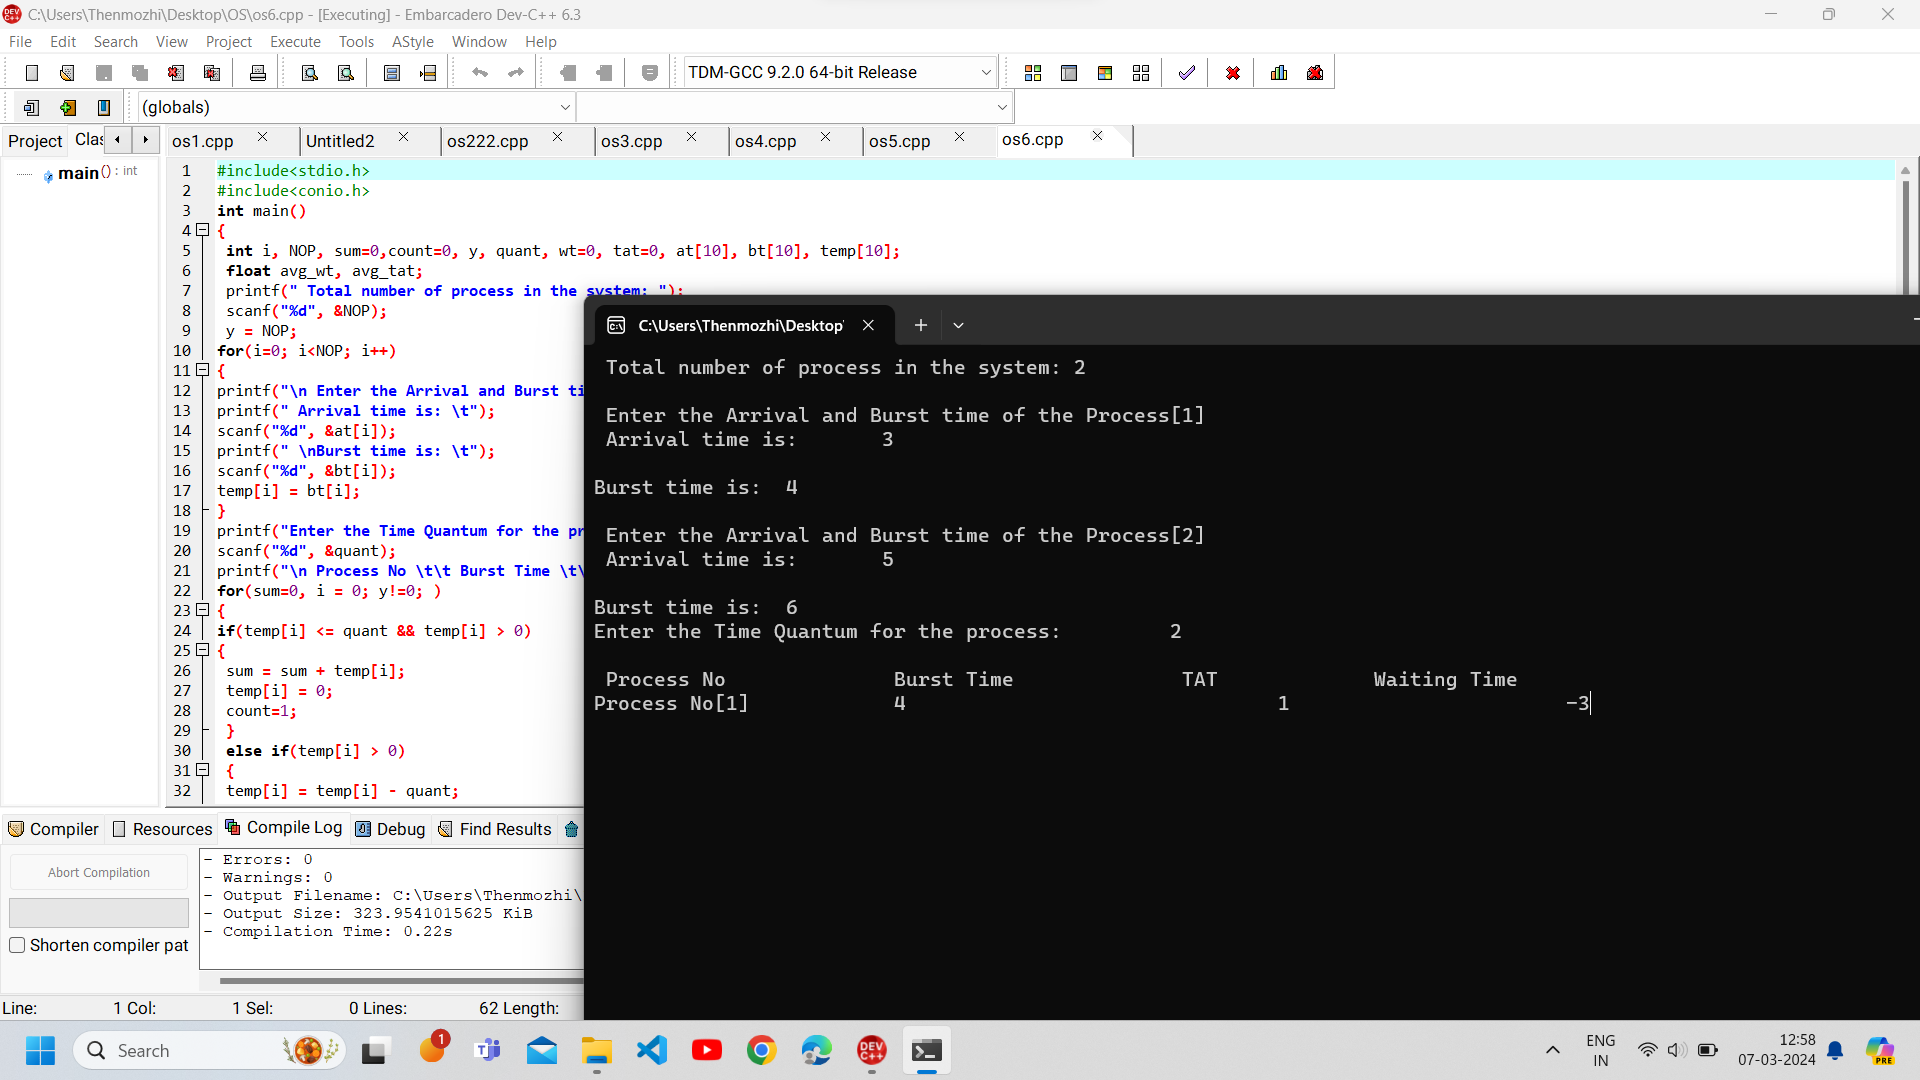 C:\Users\Thenmozhi\Desktop\OS\os6.cpp - [Executing] - Embarcadero Dev-C++ 6.3
File Edit Search View Project Execute Tools AStyle Window Help
TDM-GCC 9.2.0 64-bit Release
(globals)
Project Clas os1.cpp Untitled2 os222.cpp os3.cpp os4.cpp os5.cpp os6.cpp
main() : int
1 #include<stdio.h>
2 #include<conio.h>
3 int main()
4 {
5 int i, NOP, sum=0,count=0, y, quant, wt=0, tat=0, at[10], bt[10], temp[10];
6 float avg_wt, avg_tat;
7 printf(" Total number of process in the system: ");
8 scanf("%d", &NOP);
9 y = NOP;
10 for(i=0; i<NOP; i++)
11 {
12 printf("\n Enter the Arrival and Burst ti
13 printf(" Arrival time is: \t");
14 scanf("%d", &at[i]);
15 printf(" \nBurst time is: \t");
16 scanf("%d", &bt[i]);
17 temp[i] = bt[i];
18 }
19 printf("Enter the Time Quantum for the pr
20 scanf("%d", &quant);
21 printf("\n Process No \t\t Burst Time \t\
22 for(sum=0, i = 0; y!=0; )
23 {
24 if(temp[i] <= quant && temp[i] > 0)
25 {
26 sum = sum + temp[i];
27 temp[i] = 0;
28 count=1;
29 }
30 else if(temp[i] > 0)
31 {
32 temp[i] = temp[i] - quant;
C:\Users\Thenmozhi\Desktop\
Total number of process in the system: 2
Enter the Arrival and Burst time of the Process[1]
Arrival time is: 3
Burst time is: 4
Enter the Arrival and Burst time of the Process[2]
Arrival time is: 5
Burst time is: 6
Enter the Time Quantum for the process: 2
Process No Burst Time TAT Waiting Time
Process No[1] 4 1 -3
Compiler Resources Compile Log Debug Find Results
Abort Compilation
Shorten compiler pat
- Errors: 0
- Warnings: 0
- Output Filename: C:\Users\Thenmozhi\
- Output Size: 323.9541015625 KiB
- Compilation Time: 0.22s
Line: 1 Col: 1 Sel: 0 Lines: 62 Length:
Search
1
DEV C++
ENG
IN
12:58
07-03-2024
PRE